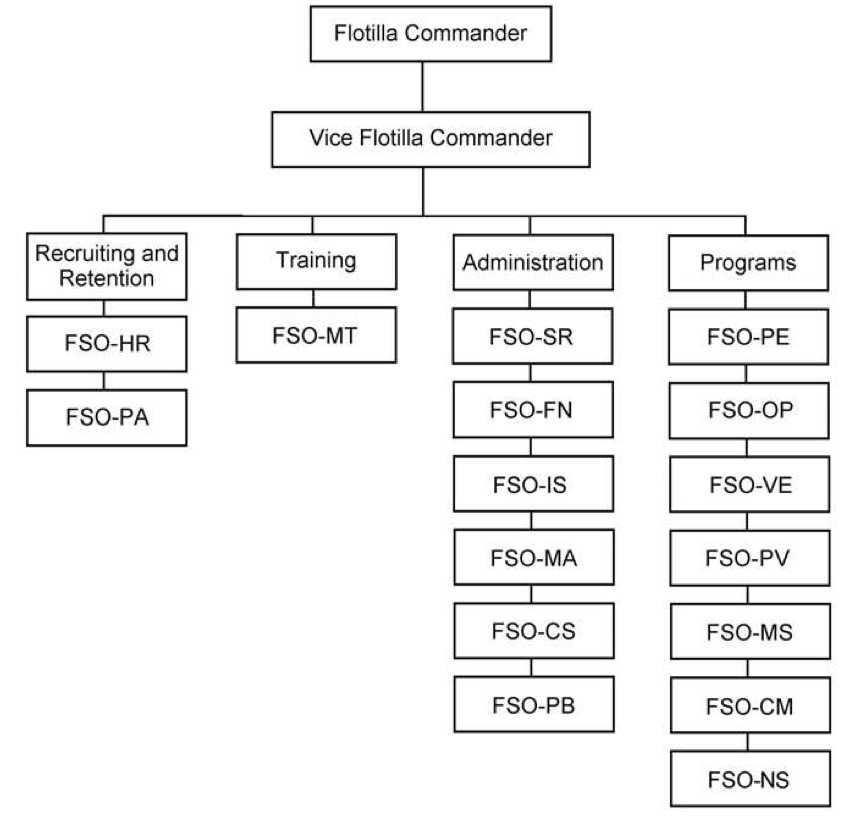 Flotilla Commander
Vice Flotilla Commander
Recruiting and
Retention
FSO-HR
FSO-PA
Training
FSO-MT
Administration
FSO-SR
FSO-FN
FSO-IS
FSO-MA
FSO-CS
FSO-PB
Programs
FSO-PE
FSO-OP
FSO-VE
FSO-PV
FSO-MS
FSO-CM
FSO-NS